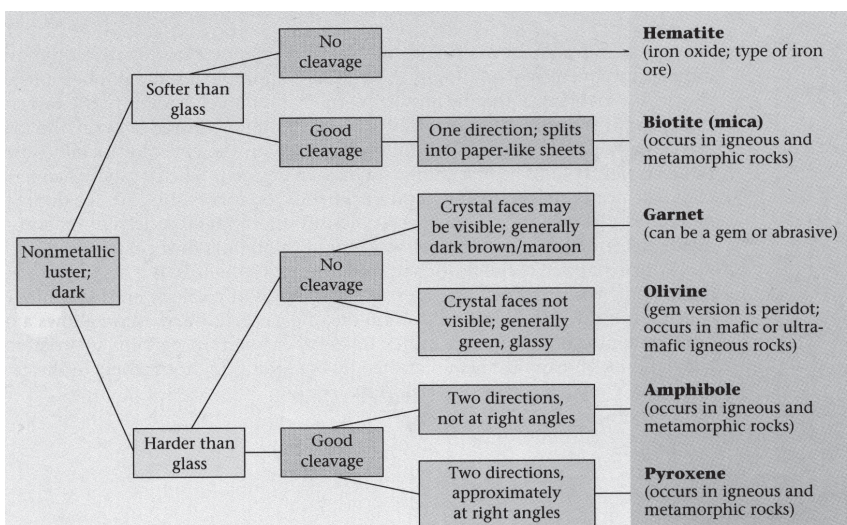 Nonmetallic
luster;
dark
Softer than
glass
Harder than
glass
No
cleavage
Good
cleavage
No
cleavage
Good
cleavage
One direction; splits
into paper-like sheets
Crystal faces may
be visible; generally
dark brown/maroon
Crystal faces not
visible; generally
green, glassy
Two directions,
not at right angles
Two directions,
approximately
at right angles
Hematite
(iron oxide; type of iron
ore)
Biotite (mica)
(occurs in igneous and
metamorphic rocks)
Garnet
(can be a gem or abrasive)
Olivine
(gem version is peridot;
occurs in mafic or ultra-
mafic igneous rocks)
Amphibole
(occurs in igneous and
metamorphic rocks)
Pyroxene
(occurs in igneous and
metamorphic rocks)